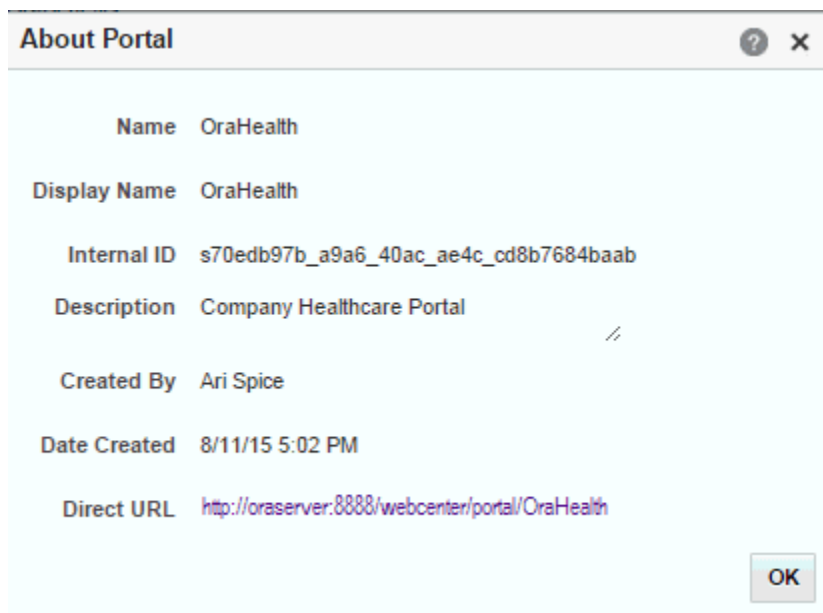 About Portal
Name OraHealth
Display Name OraHealth
Internal ID s70edb97b_a9a6_40ac_ae4c_cd8b7684baab
Description Company Healthcare Portal
Created By Ari Spice
Date Created 8/11/15 5:02 PM
Direct URL http://oraserver:8888/webcenter/portal/OraHealth
OK